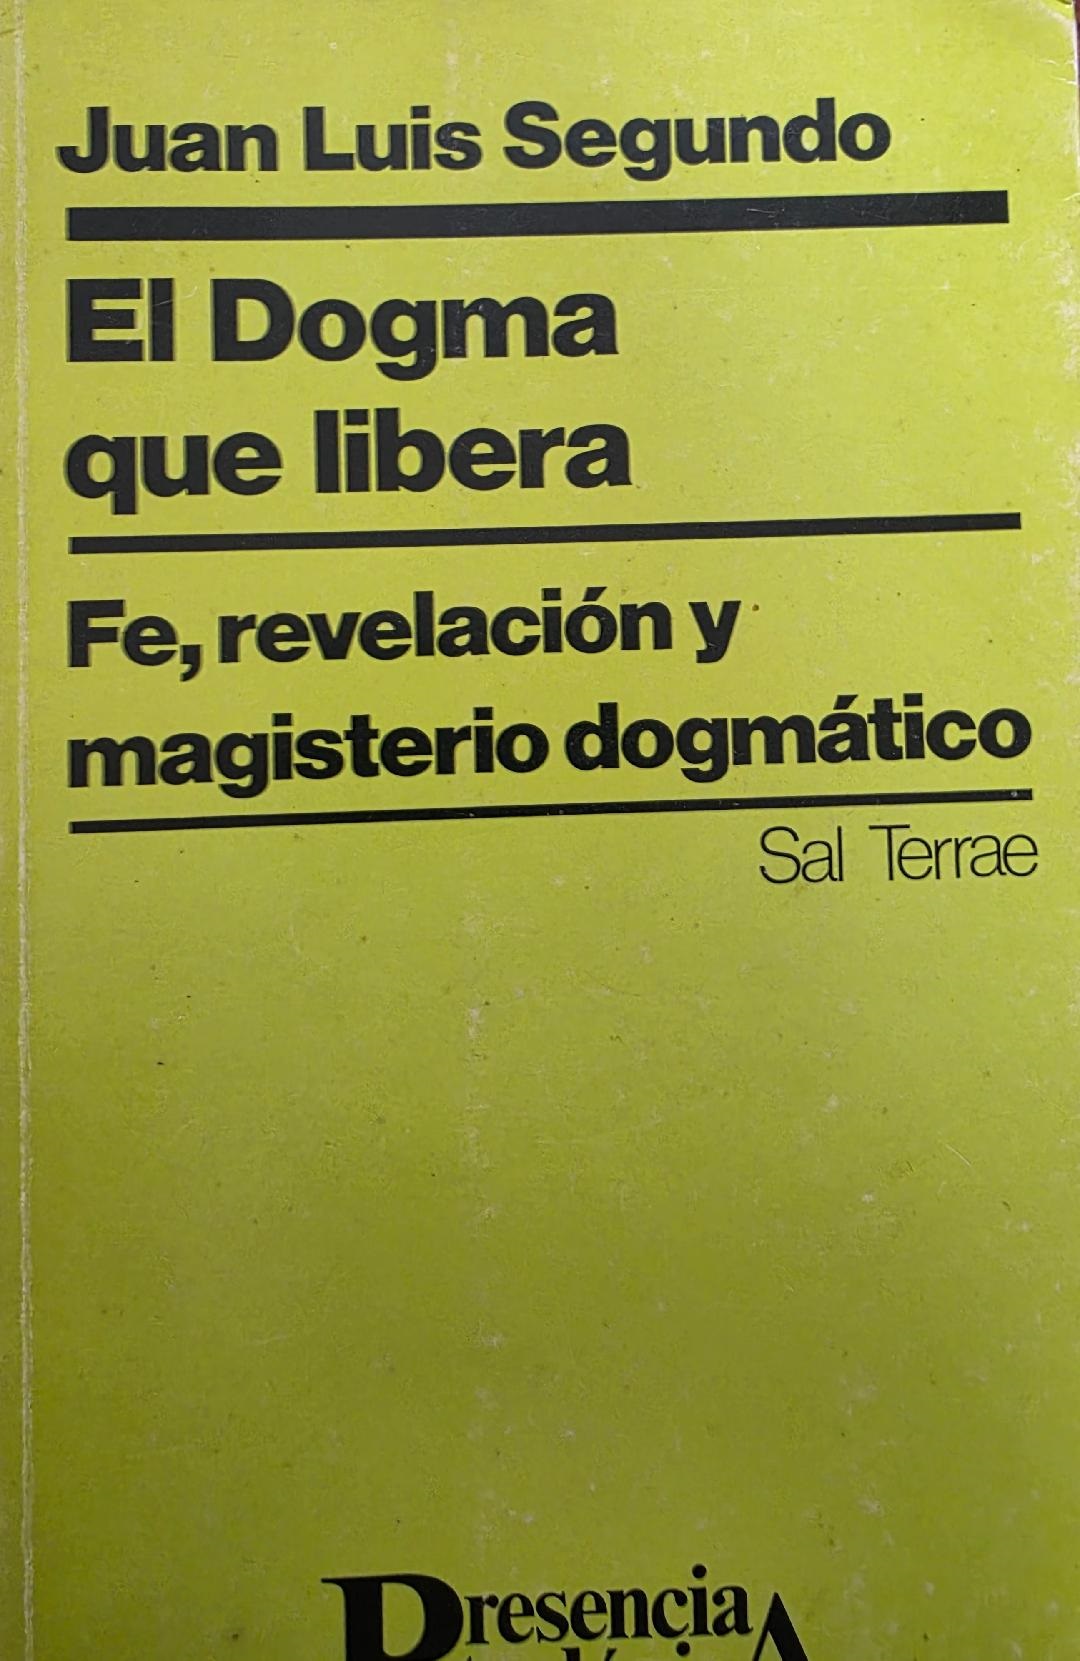 Juan Luis Segundo
El Dogma
que libera
Fe, revelación y
magisterio dogmático
Sal Terrae
Presencia